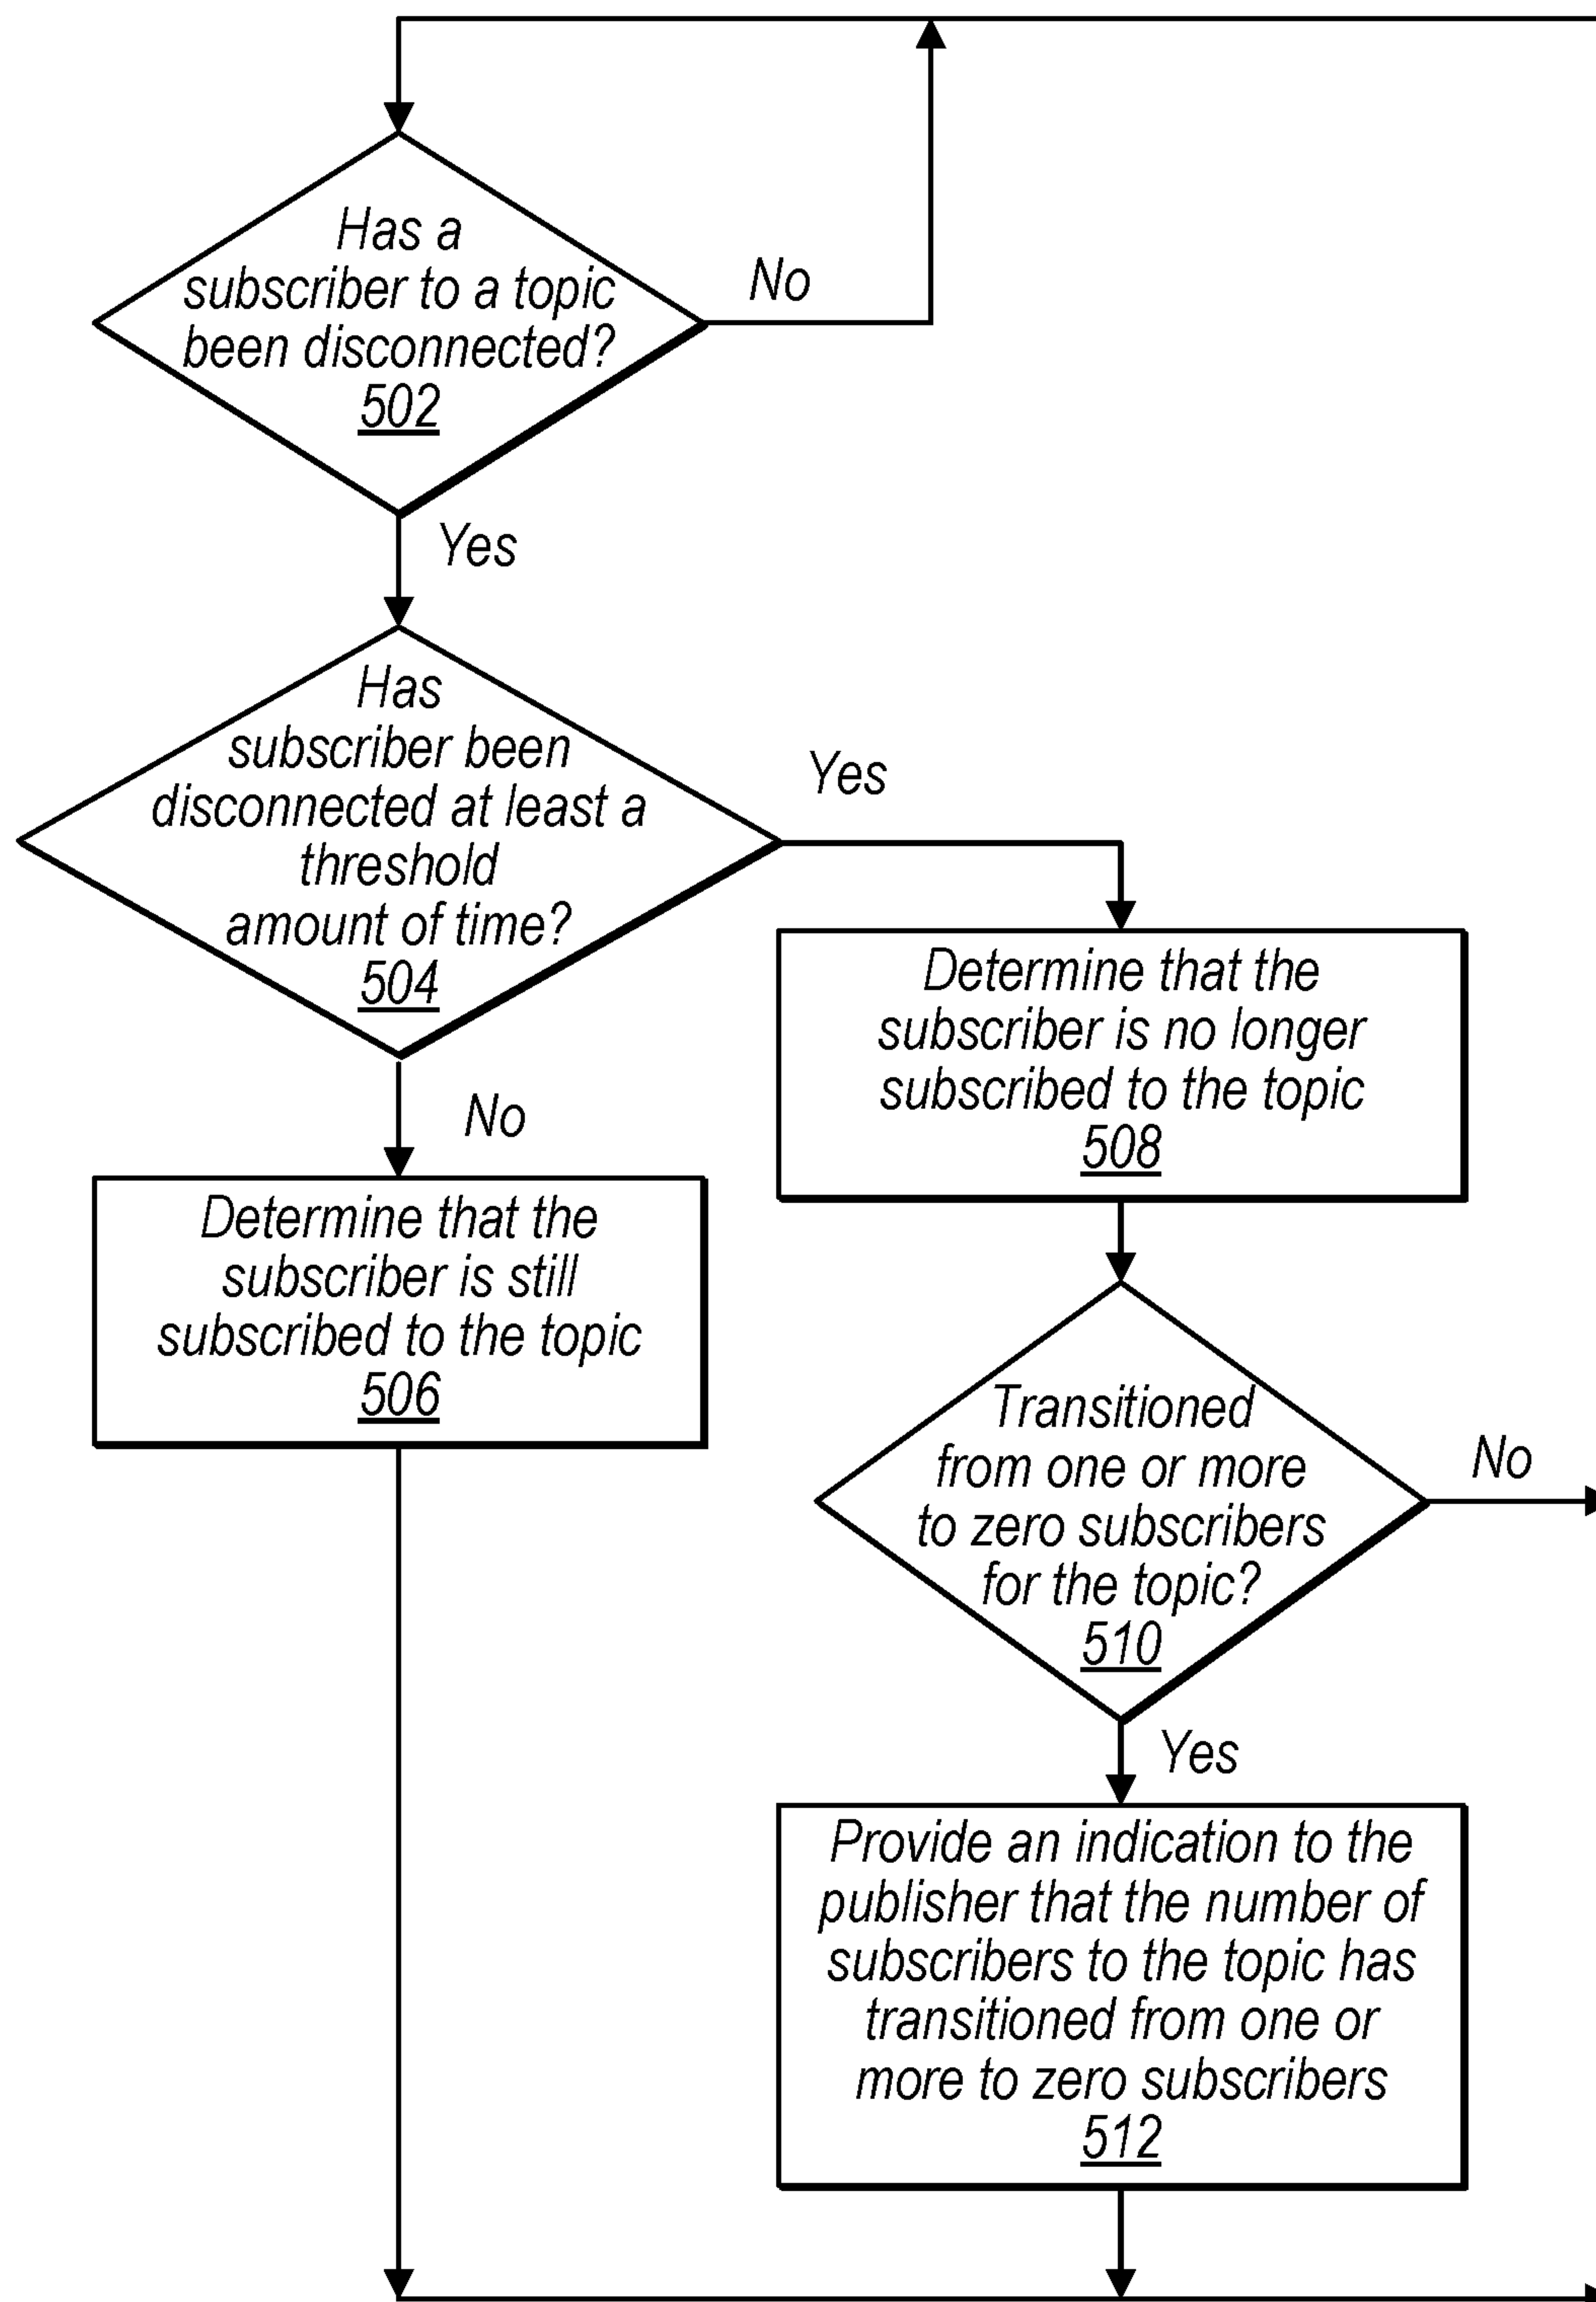 Has a
subscriber to a topic
been disconnected?
502
No
Yes
Has
subscriber been
disconnected at least a
threshold
amount of time?
504
Yes
No
Determine that the
subscriber is still
subscribed to the topic
506
Determine that the
subscriber is no longer
subscribed to the topic
508
Transitioned
from one or more
to zero subscribers
for the topic?
510
No
Yes
Provide an indication to the
publisher that the number of
subscribers to the topic has
transitioned from one or
more to zero subscribers
512